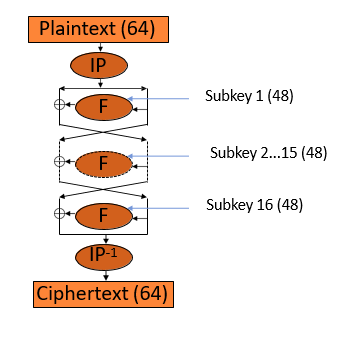 Plaintext (64)
IP
F
Subkey 1 (48)
F
Subkey 2...15 (48)
F
Subkey 16 (48)
IP-1
Ciphertext (64)